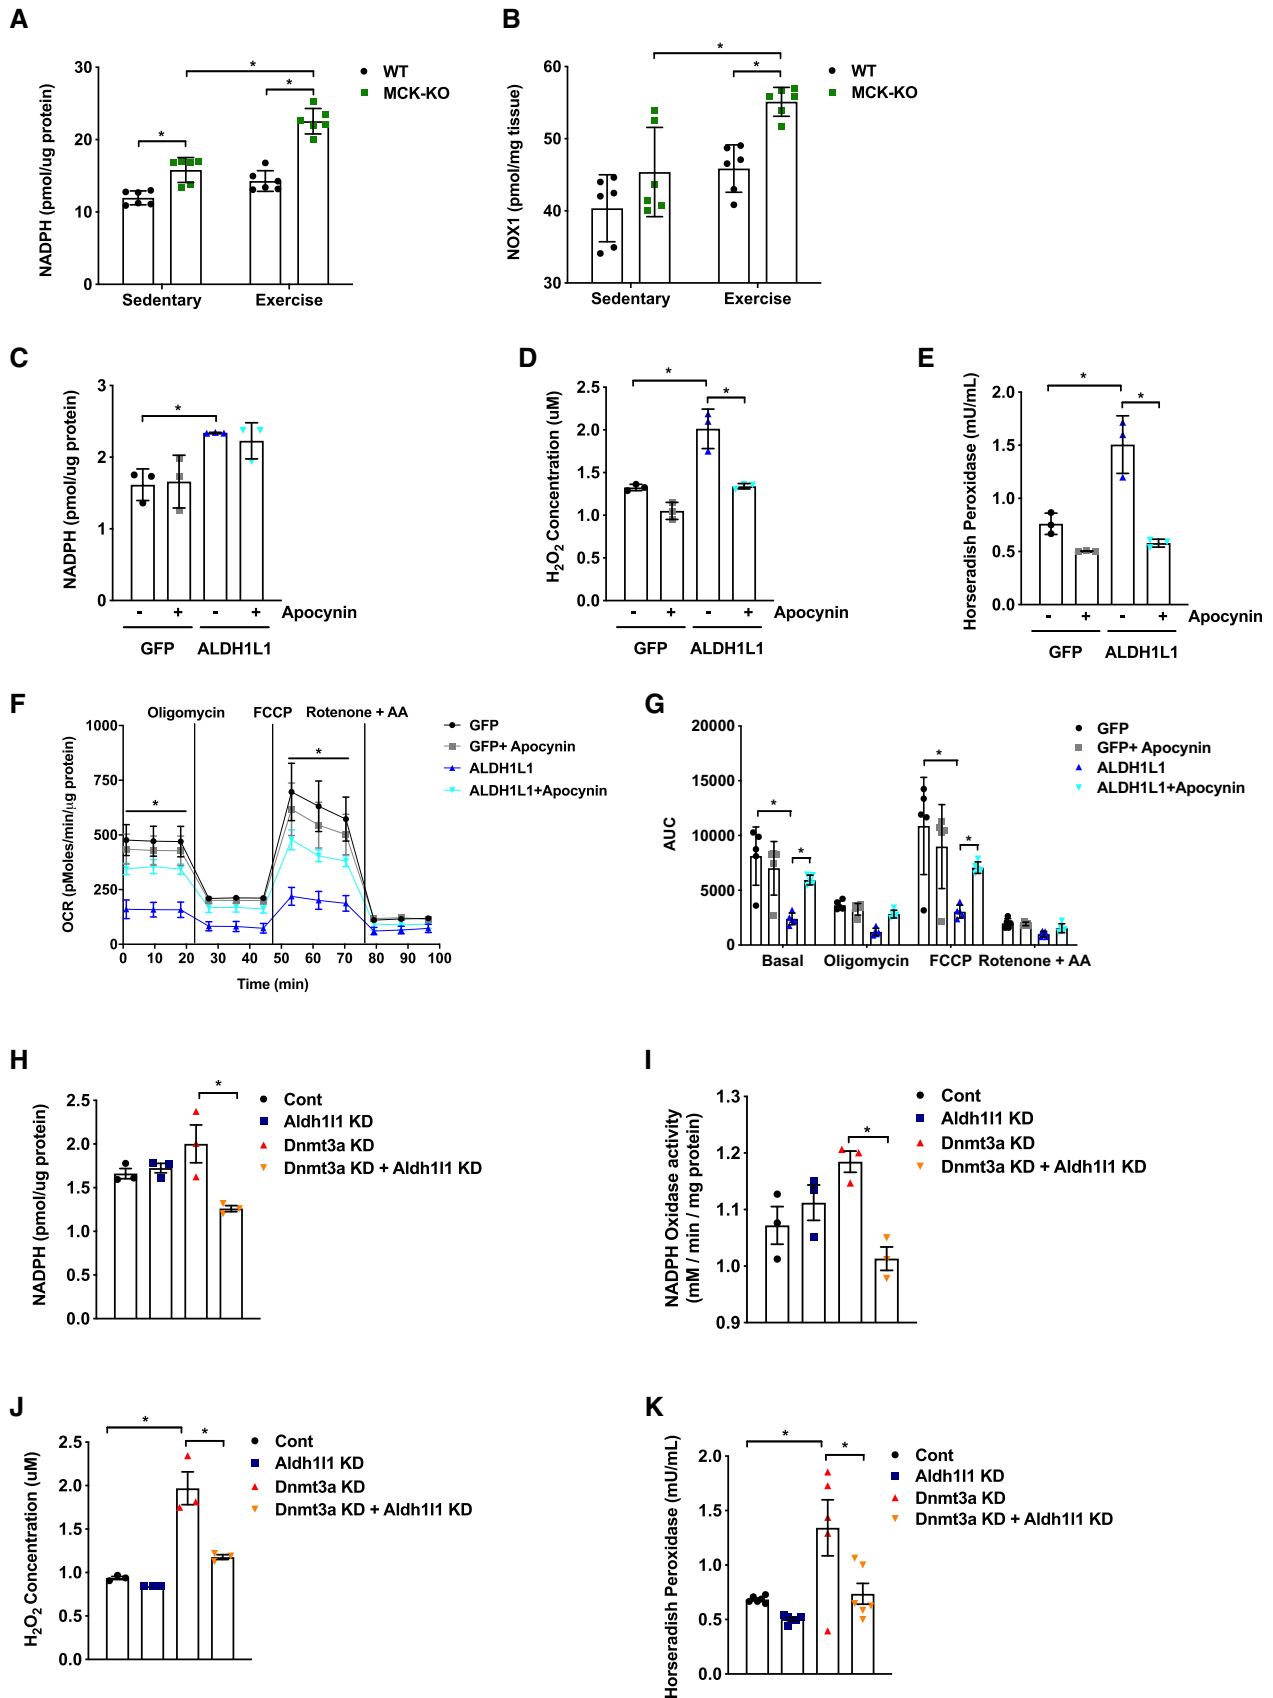 A
NADPH (pmol/ug protein)
30
20
10
0
*
*
*
WT
MCK-KO
Sedentary
Exercise
B
NOX1 (pmol/mg tissue)
60
50
40
30
*
*
WT
MCK-KO
Sedentary
Exercise
C
NADPH (pmol/ug protein)
3
2
1
0
*
- + - + Apocynin
GFP ALDH1L1
D
H2O2 Concentration (uM)
2.5
2.0
1.5
1.0
0.5
0.0
*
*
- + - + Apocynin
GFP ALDH1L1
E
Horseradish Peroxidase (mU/mL)
2.0
1.5
1.0
0.5
0.0
*
*
- + - + Apocynin
GFP ALDH1L1
F
Oligomycin FCCP Rotenone + AA
OCR (pMoles/min/μg protein)
1000
750
500
250
0
*
*
0 10 20 30 40 50 60 70 80 90 100
Time (min)
GFP
GFP+ Apocynin
ALDH1L1
ALDH1L1+Apocynin
G
AUC
20000
15000
10000
5000
0
*
*
*
*
Basal Oligomycin FCCP Rotenone + AA
GFP
GFP+ Apocynin
ALDH1L1
ALDH1L1+Apocynin
H
NADPH (pmol/ug protein)
2.5
2.0
1.5
1.0
0.5
0.0
*
Cont
Aldh1l1 KD
Dnmt3a KD
Dnmt3a KD + Aldh1l1 KD
I
NADPH Oxidase activity
(mM / min / mg protein)
1.3
1.2
1.1
1.0
0.9
*
Cont
Aldh1l1 KD
Dnmt3a KD
Dnmt3a KD + Aldh1l1 KD
J
H2O2 Concentration (uM)
2.5
2.0
1.5
1.0
0.5
0.0
*
*
Cont
Aldh1l1 KD
Dnmt3a KD
Dnmt3a KD + Aldh1l1 KD
K
Horseradish Peroxidase (mU/mL)
2.0
1.5
1.0
0.5
0.0
*
*
Cont
Aldh1l1 KD
Dnmt3a KD
Dnmt3a KD + Aldh1l1 KD